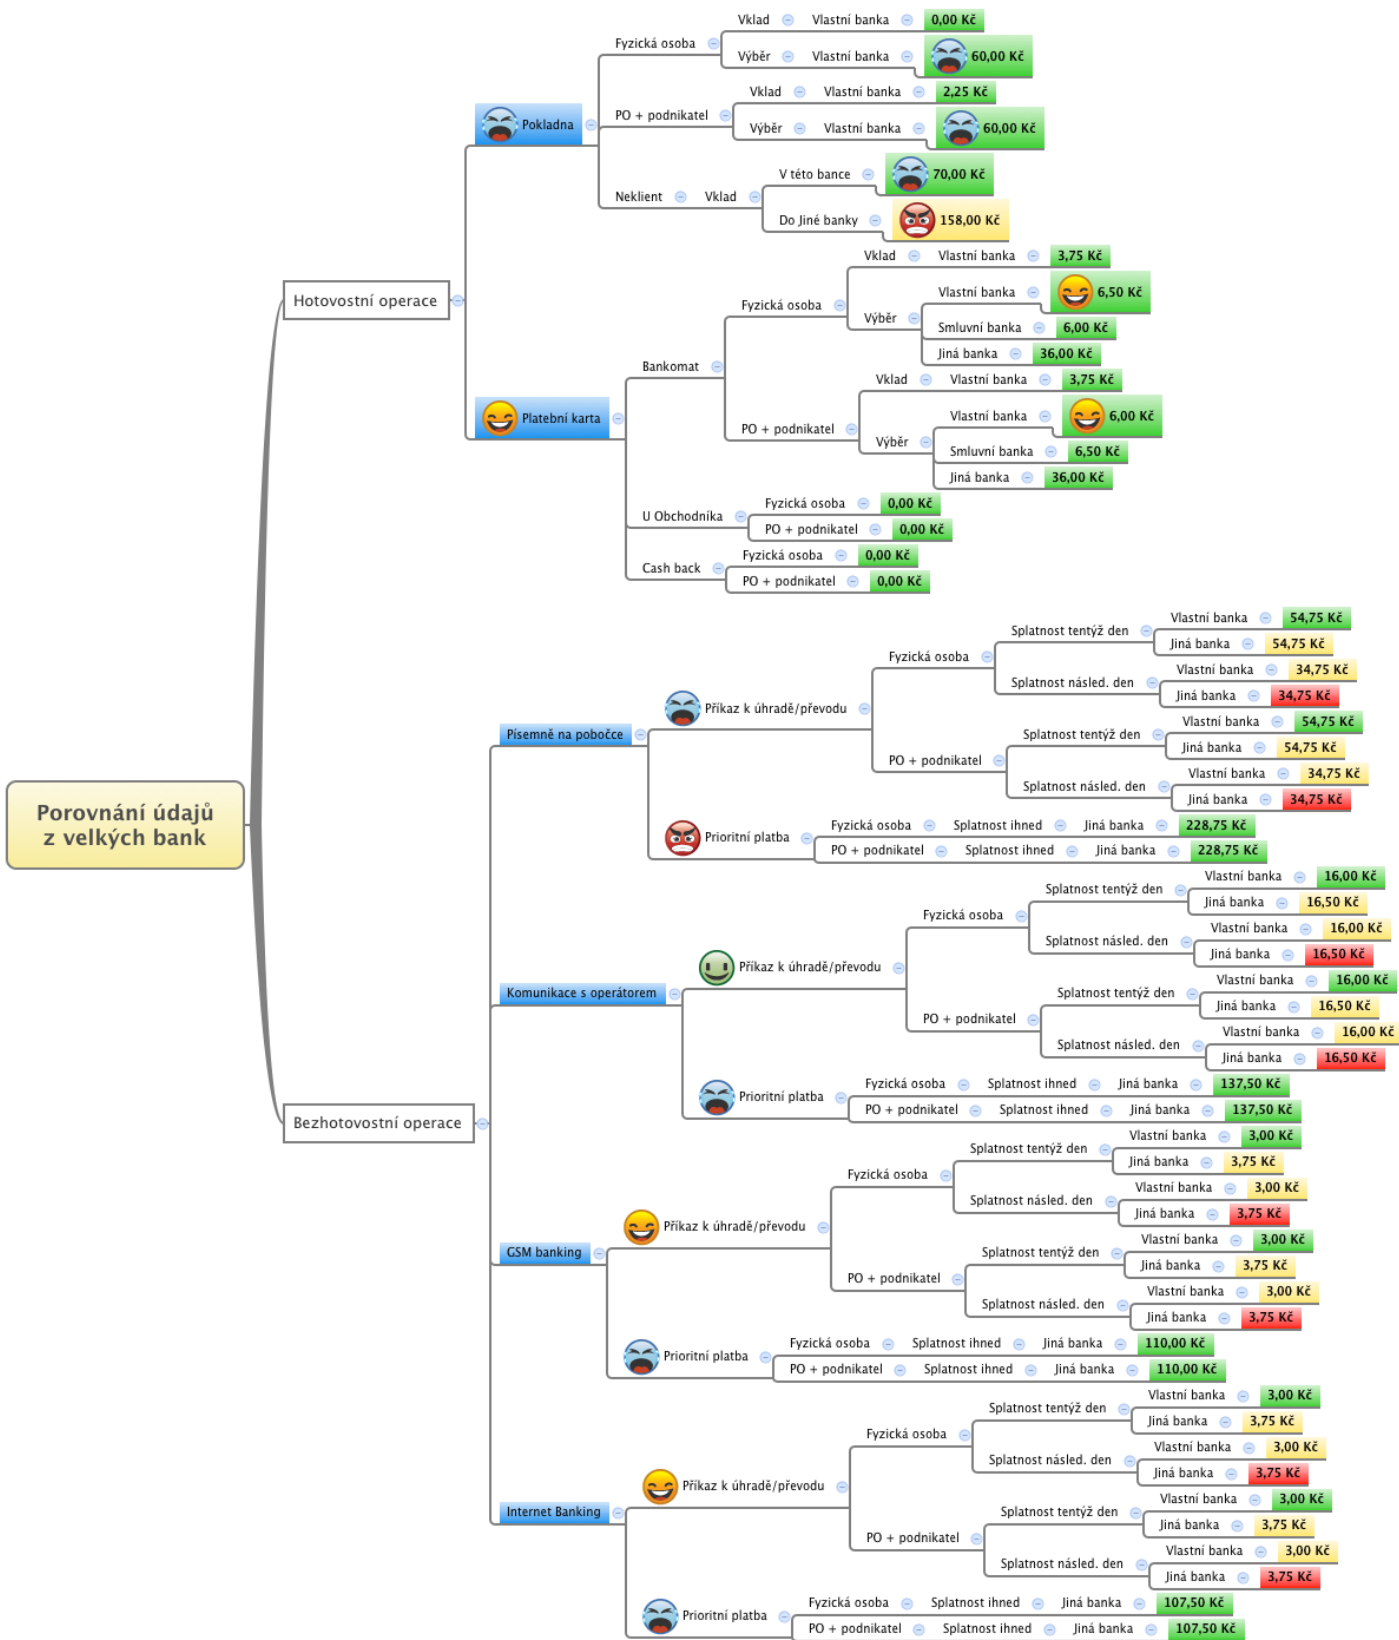 Porovnání údajů
z velkých bank
Hotovostní operace
Pokladna
Fyzická osoba
Vklad Vlastní banka 0,00 Kč
Výběr Vlastní banka 60,00 Kč
PO + podnikatel
Vklad Vlastní banka 2,25 Kč
Výběr Vlastní banka 60,00 Kč
Neklient Vklad
V této bance 70,00 Kč
Do Jiné banky 158,00 Kč
Platební karta
Bankomat
Fyzická osoba
Vklad Vlastní banka 3,75 Kč
Výběr
Vlastní banka 6,50 Kč
Smluvní banka 6,00 Kč
Jiná banka 36,00 Kč
PO + podnikatel
Vklad Vlastní banka 3,75 Kč
Výběr
Vlastní banka 6,00 Kč
Smluvní banka 6,50 Kč
Jiná banka 36,00 Kč
U Obchodníka
Fyzická osoba 0,00 Kč
PO + podnikatel 0,00 Kč
Cash back
Fyzická osoba 0,00 Kč
PO + podnikatel 0,00 Kč
Bezhotovostní operace
Písemně na pobočce
Příkaz k úhradě/převodu
Fyzická osoba
Splatnost tentýž den
Vlastní banka 54,75 Kč
Jiná banka 54,75 Kč
Splatnost násled. den
Vlastní banka 34,75 Kč
Jiná banka 34,75 Kč
PO + podnikatel
Splatnost tentýž den
Vlastní banka 54,75 Kč
Jiná banka 54,75 Kč
Splatnost násled. den
Vlastní banka 34,75 Kč
Jiná banka 34,75 Kč
Prioritní platba
Fyzická osoba Splatnost ihned Jiná banka 228,75 Kč
PO + podnikatel Splatnost ihned Jiná banka 228,75 Kč
Komunikace s operátorem
Příkaz k úhradě/převodu
Fyzická osoba
Splatnost tentýž den
Vlastní banka 16,00 Kč
Jiná banka 16,50 Kč
Splatnost násled. den
Vlastní banka 16,00 Kč
Jiná banka 16,50 Kč
PO + podnikatel
Splatnost tentýž den
Vlastní banka 16,00 Kč
Jiná banka 16,50 Kč
Splatnost násled. den
Vlastní banka 16,00 Kč
Jiná banka 16,50 Kč
Prioritní platba
Fyzická osoba Splatnost ihned Jiná banka 137,50 Kč
PO + podnikatel Splatnost ihned Jiná banka 137,50 Kč
GSM banking
Příkaz k úhradě/převodu
Fyzická osoba
Splatnost tentýž den
Vlastní banka 3,00 Kč
Jiná banka 3,75 Kč
Splatnost násled. den
Vlastní banka 3,00 Kč
Jiná banka 3,75 Kč
PO + podnikatel
Splatnost tentýž den
Vlastní banka 3,00 Kč
Jiná banka 3,75 Kč
Splatnost násled. den
Vlastní banka 3,00 Kč
Jiná banka 3,75 Kč
Prioritní platba
Fyzická osoba Splatnost ihned Jiná banka 110,00 Kč
PO + podnikatel Splatnost ihned Jiná banka 110,00 Kč
Internet Banking
Příkaz k úhradě/převodu
Fyzická osoba
Splatnost tentýž den
Vlastní banka 3,00 Kč
Jiná banka 3,75 Kč
Splatnost násled. den
Vlastní banka 3,00 Kč
Jiná banka 3,75 Kč
PO + podnikatel
Splatnost tentýž den
Vlastní banka 3,00 Kč
Jiná banka 3,75 Kč
Splatnost násled. den
Vlastní banka 3,00 Kč
Jiná banka 3,75 Kč
Prioritní platba
Fyzická osoba Splatnost ihned Jiná banka 107,50 Kč
PO + podnikatel Splatnost ihned Jiná banka 107,50 Kč